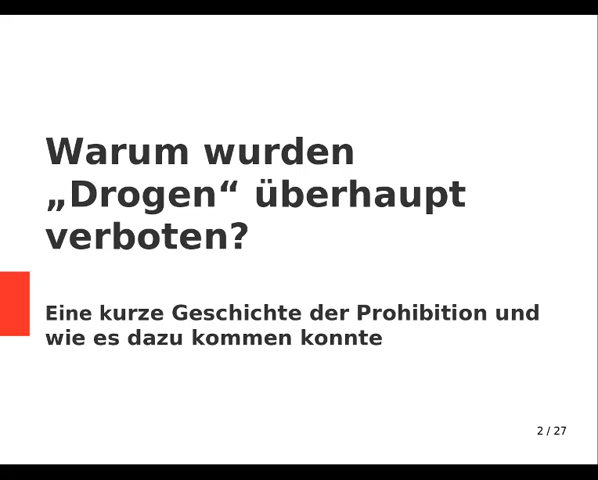 Warum wurden
„Drogen“ überhaupt
verboten?
Eine kurze Geschichte der Prohibition und
wie es dazu kommen konnte
2 / 27